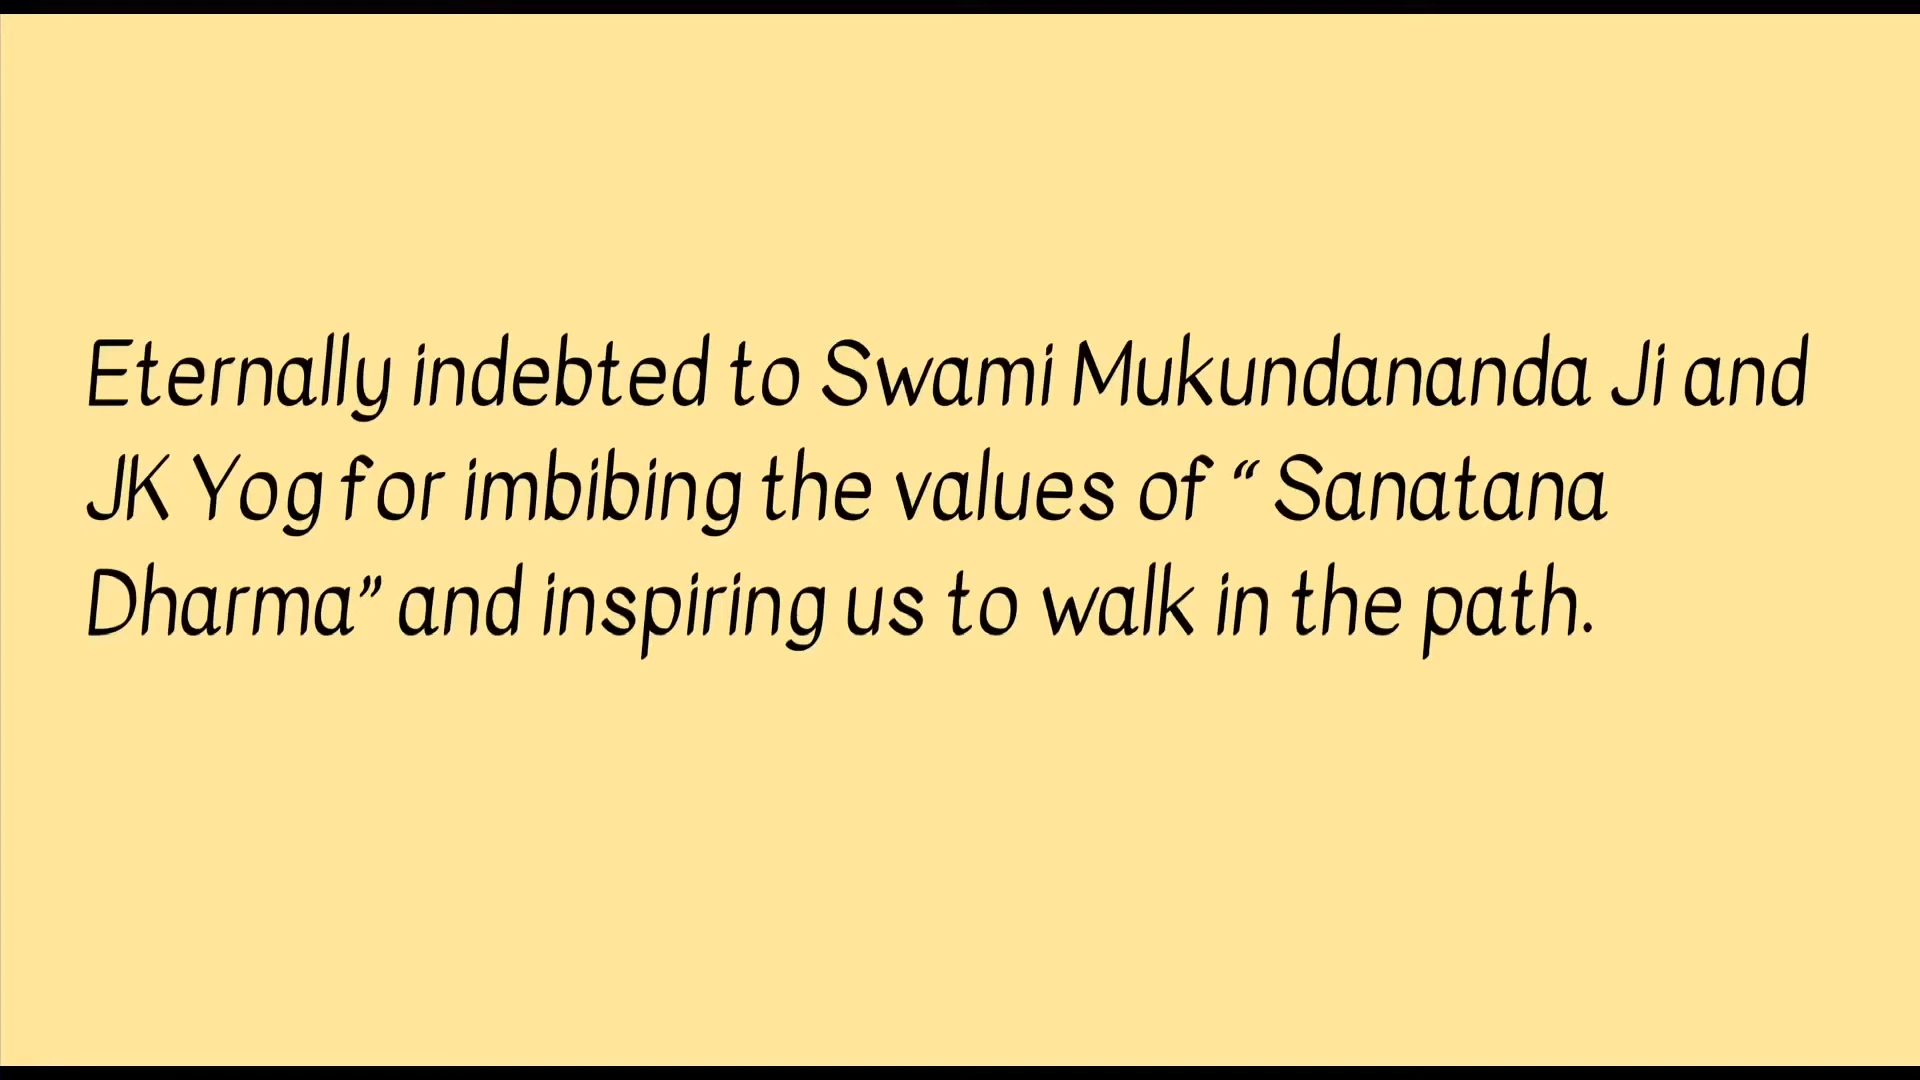 Eternally indebted to Swami Mukundananda Ji and
JK Yog for imbibing the values of “ Sanatana
Dharma” and inspiring us to walk in the path.